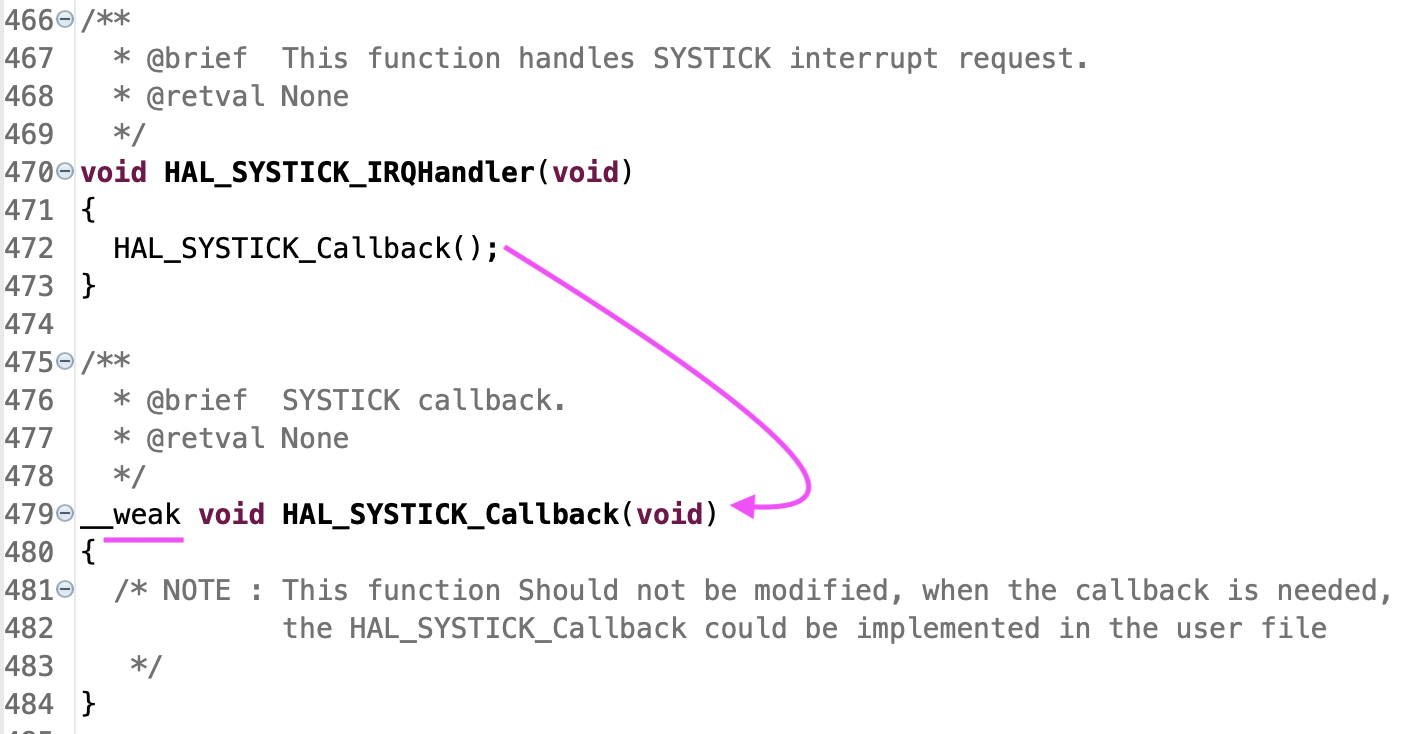 466 /**
467   * @brief  This function handles SYSTICK interrupt request.
468   * @retval None
469   */
470 void HAL_SYSTICK_IRQHandler(void)
471 {
472   HAL_SYSTICK_Callback();
473 }
474
475 /**
476   * @brief  SYSTICK callback.
477   * @retval None
478   */
479 __weak void HAL_SYSTICK_Callback(void)
480 {
481   /* NOTE : This function Should not be modified, when the callback is needed,
482             the HAL_SYSTICK_Callback could be implemented in the user file
483    */
484 }